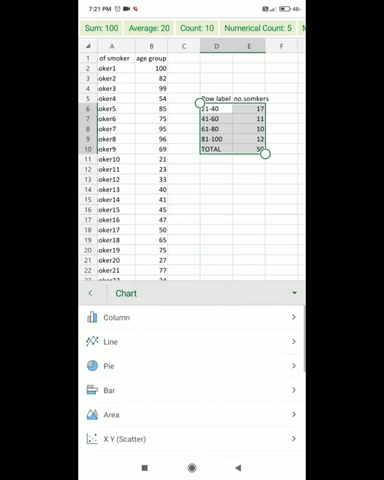 7:21 PM
48%
Sum: 100 Average: 20 Count: 10 Numerical Count: 5
A B C D E F
1 of smoker age group
2 oker1 100
3 oker2 82
4 oker3 99
5 oker4 54 Row label no.somkers
6 oker5 85 21-40 17
7 oker6 75 41-60 11
8 oker7 95 61-80 10
9 oker8 96 81-100 12
10 oker9 69 TOTAL 50
11 oker10 21
12 oker11 23
13 oker12 33
14 oker13 40
15 oker14 41
16 oker15 45
17 oker16 47
18 oker17 50
19 oker18 65
20 oker19 75
21 oker20 27
22 oker21 77
Chart
Column
Line
Pie
Bar
Area
X Y (Scatter)